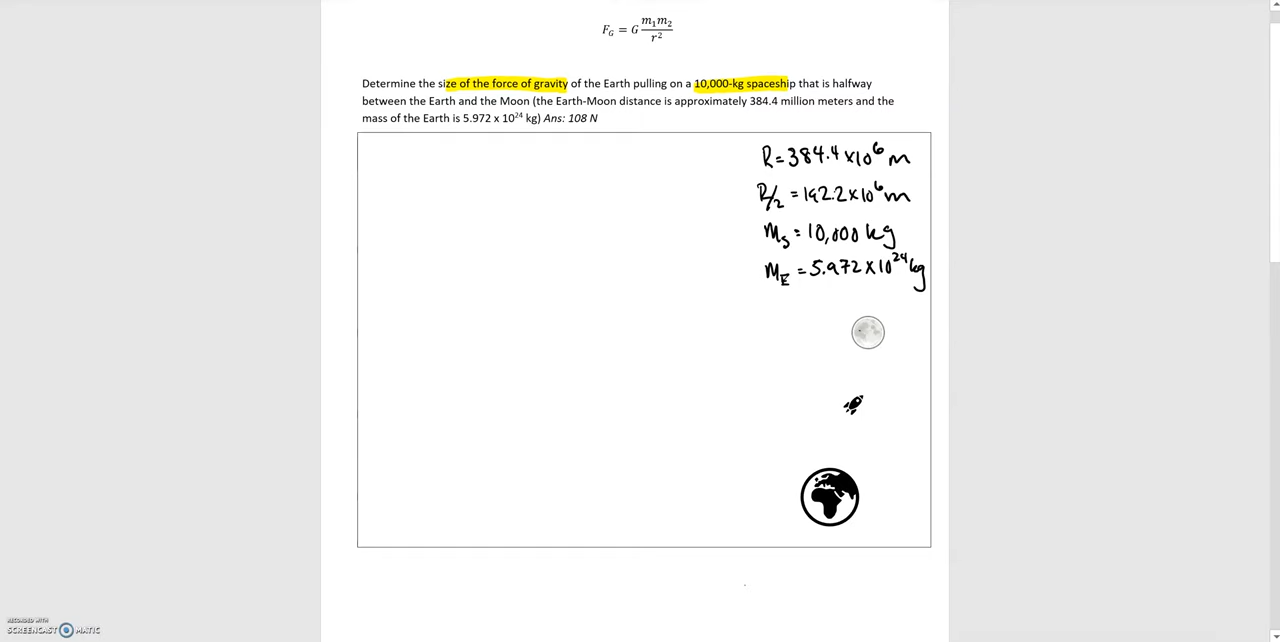 F_G = G m₁m₂ / r²
Determine the size of the force of gravity of the Earth pulling on a 10,000-kg spaceship that is halfway
between the Earth and the Moon (the Earth-Moon distance is approximately 384.4 million meters and the
mass of the Earth is 5.972 x 10²⁴ kg) Ans: 108 N
R = 384.4 x10⁶ m
R/2 = 192.2 x10⁶ m
m_s = 10,000 kg
m_E = 5.972 x 10²⁴ kg
RECORDED WITH
SCREENCAST MATIC